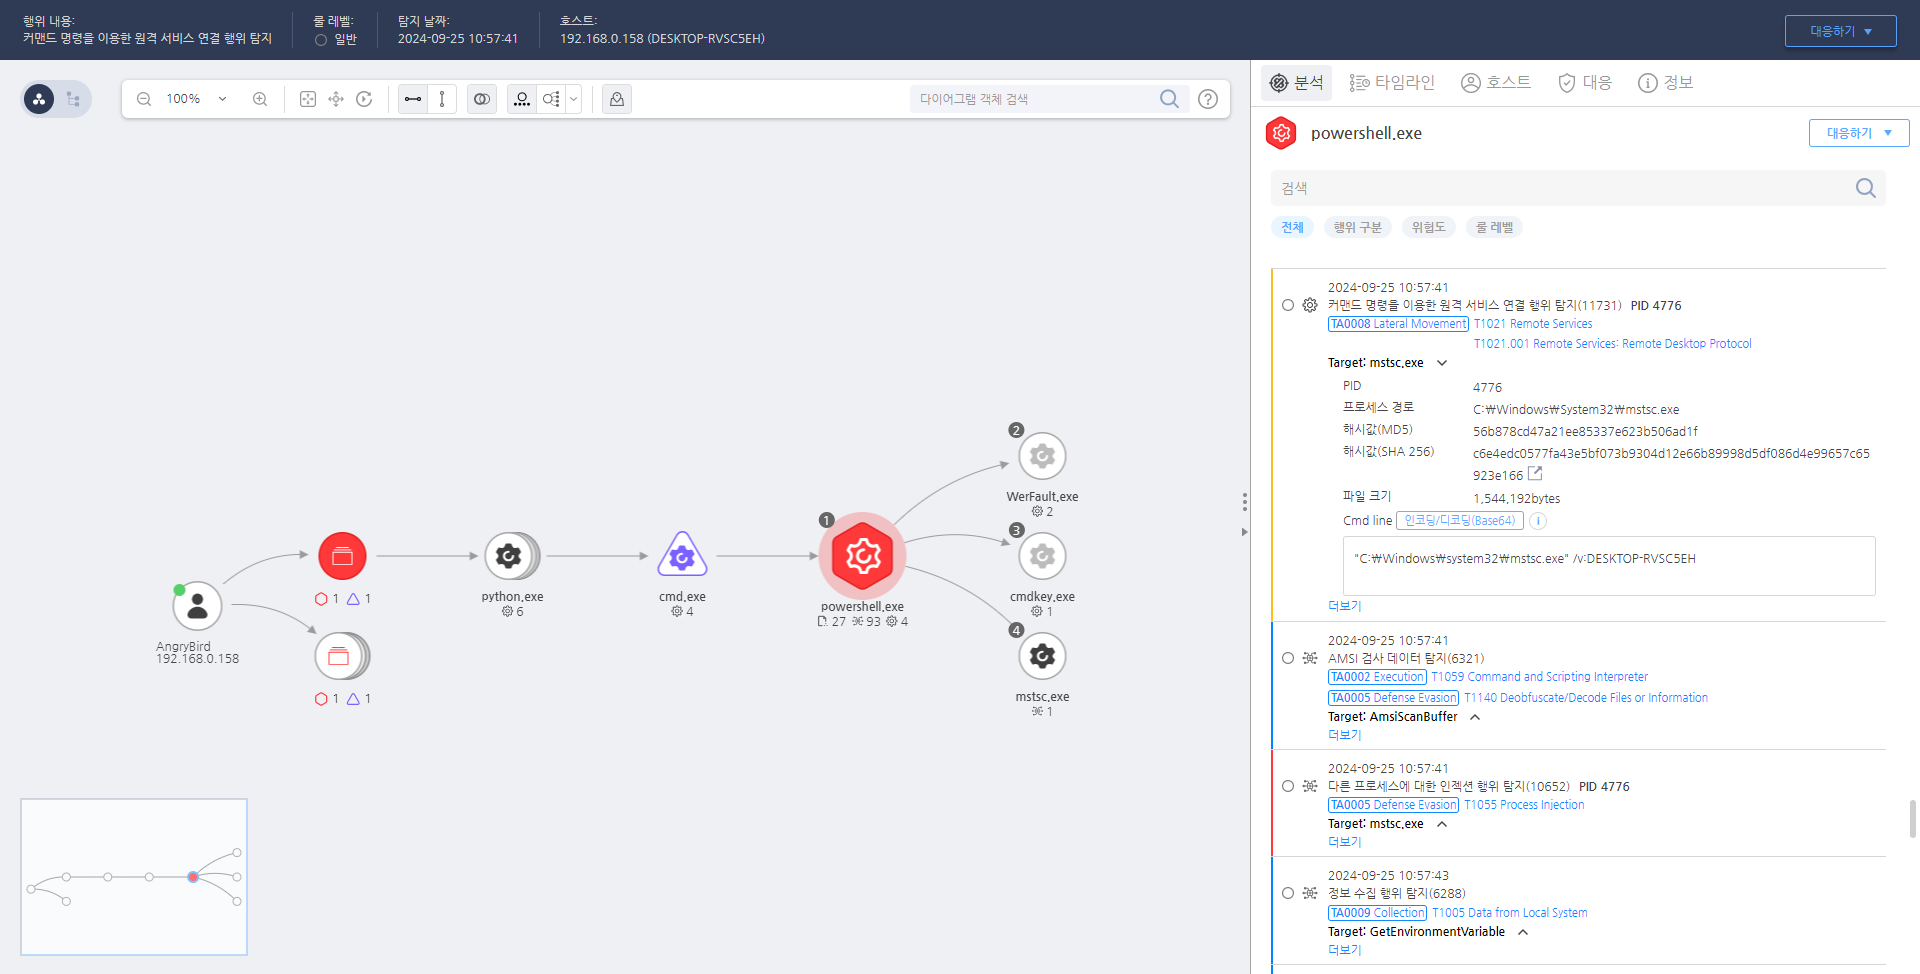 행위 내용:
커맨드 명령을 이용한 원격 서비스 연결 행위 탐지
룰 레벨:
일반
탐지 날짜:
2024-09-25 10:57:41
호스트:
192.168.0.158 (DESKTOP-RVSC5EH)
대응하기
100%
다이어그램 객체 검색
분석
타임라인
호스트
대응
정보
powershell.exe
대응하기
검색
전체
행위 구분
위험도
룰 레벨
AngryBird
192.168.0.158
1 1
1 1
python.exe
6
cmd.exe
4
1
powershell.exe
27 93 4
2
WerFault.exe
2
3
cmdkey.exe
1
4
mstsc.exe
1
2024-09-25 10:57:41
커맨드 명령을 이용한 원격 서비스 연결 행위 탐지(11731) PID 4776
TA0008 Lateral Movement T1021 Remote Services
T1021.001 Remote Services: Remote Desktop Protocol
Target: mstsc.exe
PID 4776
프로세스 경로 C:₩Windows₩System32₩mstsc.exe
해시값(MD5) 56b878cd47a21ee85337e623b506ad1f
해시값(SHA 256) c6e4edc0577fa43e5bf073b9304d12e66b89998d5df086d4e99657c65
923e166
파일 크기 1,544,192bytes
Cmd line 인코딩/디코딩(Base64)
"C:₩Windows₩system32₩mstsc.exe" /v:DESKTOP-RVSC5EH
더보기
2024-09-25 10:57:41
AMSI 검사 데이터 탐지(6321)
TA0002 Execution T1059 Command and Scripting Interpreter
TA0005 Defense Evasion T1140 Deobfuscate/Decode Files or Information
Target: AmsiScanBuffer
더보기
2024-09-25 10:57:41
다른 프로세스에 대한 인젝션 행위 탐지(10652) PID 4776
TA0005 Defense Evasion T1055 Process Injection
Target: mstsc.exe
더보기
2024-09-25 10:57:43
정보 수집 행위 탐지(6288)
TA0009 Collection T1005 Data from Local System
Target: GetEnvironmentVariable
더보기